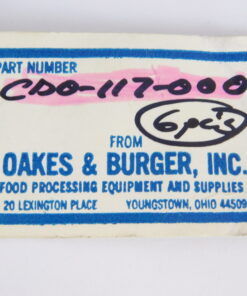 PART NUMBER
CDO-117-000
6 pcs
FROM
OAKES & BURGER, INC.
FOOD PROCESSING EQUIPMENT AND SUPPLIES
20 LEXINGTON PLACE YOUNGSTOWN, OHIO 44509